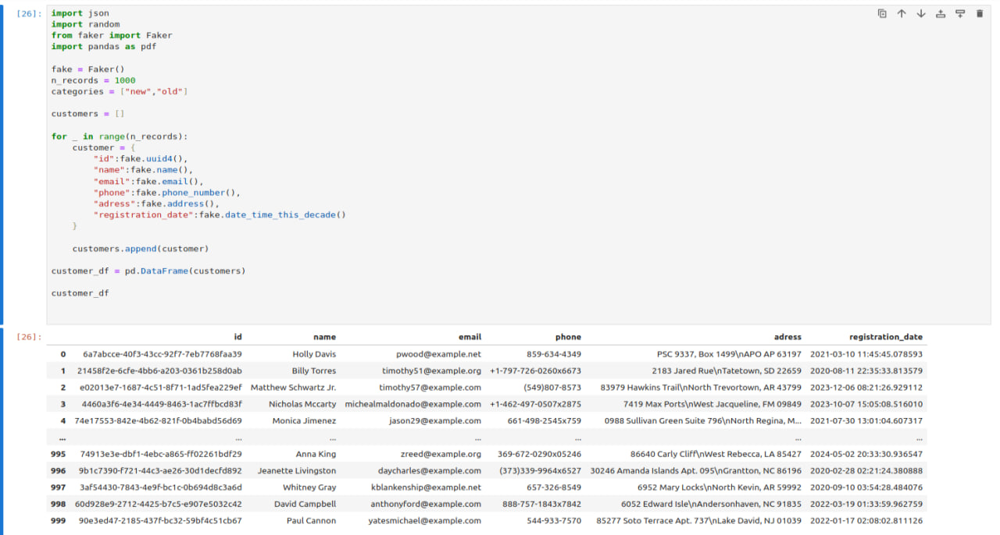 [26]: import json
import random
from faker import Faker
import pandas as pdf
fake = Faker()
n_records = 1000
categories = ["new","old"]
customers = []
for _ in range(n_records):
    customer = {
        "id":fake.uuid4(),
        "name":fake.name(),
        "email":fake.email(),
        "phone":fake.phone_number(),
        "adress":fake.address(),
        "registration_date":fake.date_time_this_decade()
    }
    customers.append(customer)
customer_df = pd.DataFrame(customers)
customer_df
[26]: id name email phone adress registration_date
0 6a7abcce-40f3-43cc-92f7-7eb7768faa39 Holly Davis pwood@example.net 859-634-4349 PSC 9337, Box 1499\nAPO AP 63197 2021-03-10 11:45:45.078593
1 21458f2e-6cfe-4bb6-a203-0361b258d0ab Billy Torres timothy51@example.org +1-797-726-0260x6673 2183 Jared Rue\nTatetown, SD 22659 2020-08-11 22:35:33.813579
2 e02013e7-1687-4c51-8f71-1ad5fea229ef Matthew Schwartz Jr. timothy57@example.com (549)807-8573 83979 Hawkins Trail\nNorth Trevortown, AR 43799 2023-12-06 08:21:26.929112
3 4460a3f6-4e34-4449-8463-1ac7ffbcd83f Nicholas Mccarty michealmaldonado@example.com +1-462-497-0507x2875 7419 Max Ports\nWest Jacqueline, FM 09849 2023-10-07 15:05:08.516010
4 74e17553-842e-4b62-821f-0b4babd56d69 Monica Jimenez jason29@example.com 661-498-2545x759 0988 Sullivan Green Suite 796\nNorth Regina, M... 2021-07-30 13:01:04.607317
... ... ... ... ... ... ...
995 74913e3e-dbf1-4ebc-a865-ff02261bdf29 Anna King zreed@example.org 369-672-0290x05246 86640 Carly Cliff\nWest Rebecca, LA 85427 2024-05-02 20:33:30.936547
996 9b1c7390-f721-44c3-ae26-30d1decfd892 Jeanette Livingston daycharles@example.com (373)339-9964x6527 30246 Amanda Islands Apt. 095\nGrantton, NC 86196 2020-02-28 02:21:24.380888
997 3af54430-7843-4e9f-bc1c-0b694d8c3a6d Whitney Gray kblankenship@example.net 657-326-8549 6952 Mary Locks\nNorth Kevin, AR 59992 2020-09-10 03:54:28.484076
998 60d928e9-2712-4425-b7c5-e907e5032c42 David Campbell anthonyford@example.com 888-757-1843x7842 6052 Edward Isle\nAndersonhaven, NC 91835 2022-03-19 01:33:59.962759
999 90e3ed47-2185-437f-bc32-59bf4c51cb67 Paul Cannon yatesmichael@example.com 544-933-7570 85277 Soto Terrace Apt. 737\nLake David, NJ 01039 2022-01-17 02:08:02.811126